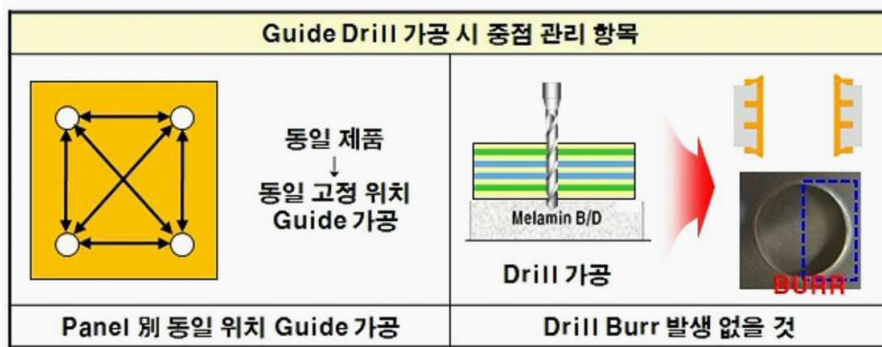 Guide Drill 가공 시 중점 관리 항목
동일 제품
↓
동일 고정 위치
Guide 가공
Melamin B/D
Drill 가공
BURR
Panel 別 동일 위치 Guide 가공
Drill Burr 발생 없을 것